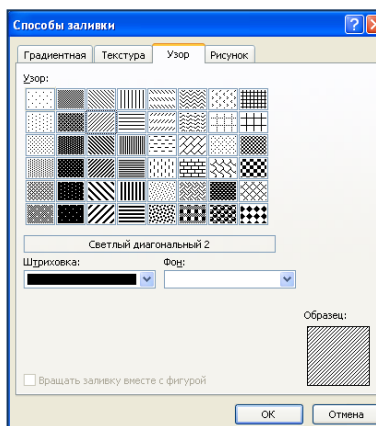 Способы заливки
Градиентная Текстура Узор Рисунок
Узор:
Светлый диагональный 2
Штриховка: Фон:
Образец:
Вращать заливку вместе с фигурой
ОК Отмена